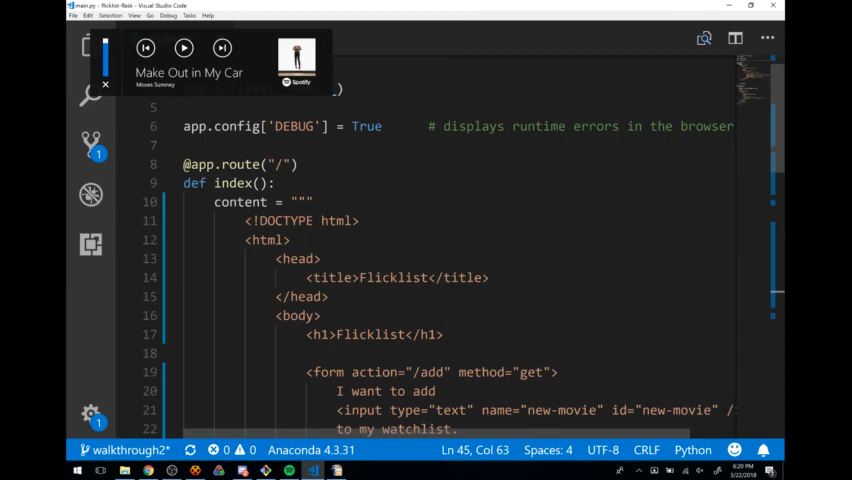 main.py - flicklist-flask - Visual Studio Code
File Edit Selection View Go Debug Tasks Help
Make Out in My Car
Moses Sumney
Spotify
)
5
6 app.config['DEBUG'] = True # displays runtime errors in the browser,
7
8 @app.route("/")
9 def index():
10 content = """
11 <!DOCTYPE html>
12 <html>
13 <head>
14 <title>Flicklist</title>
15 </head>
16 <body>
17 <h1>Flicklist</h1>
18
19 <form action="/add" method="get">
20 I want to add
21 <input type="text" name="new-movie" id="new-movie" /
22 to my watchlist.
1
1
walkthrough2* 0 0 Anaconda 4.3.31 Ln 45, Col 63 Spaces: 4 UTF-8 CRLF Python
6:20 PM
3/22/2018
2